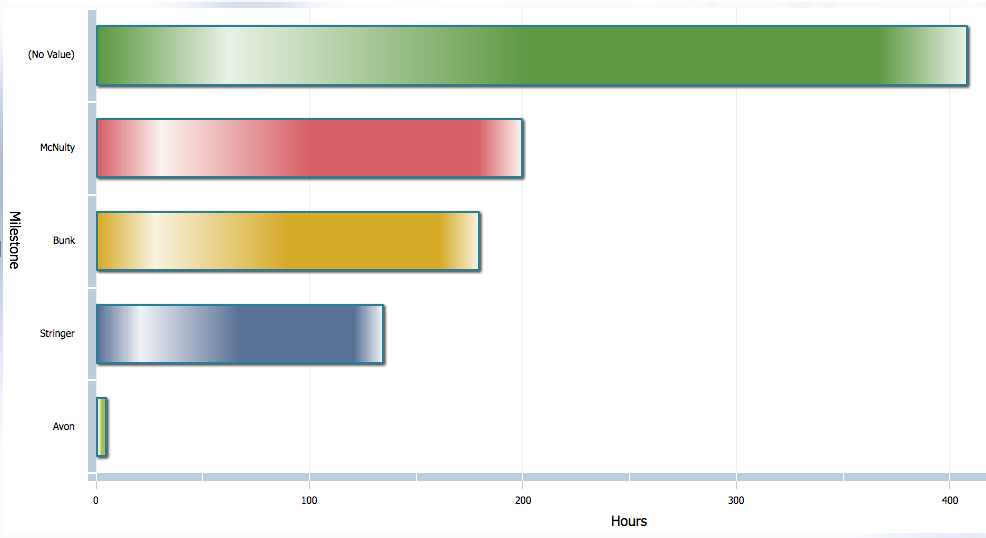 (No Value)
McNulty
Bunk
Stringer
Avon
Milestone
0 100 200 300 400
Hours